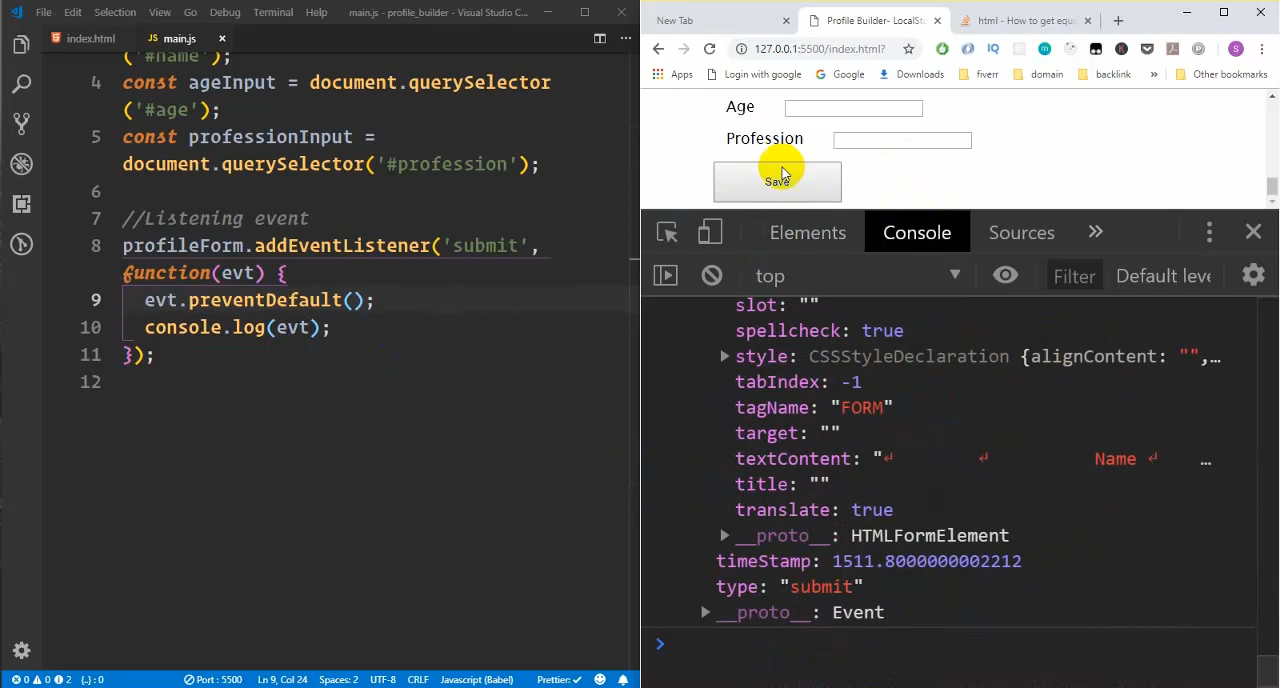 File Edit Selection View Go Debug Terminal Help main.js - profile_builder - Visual Studio C...
index.html JS main.js
('#name');
4 const ageInput = document.querySelector
('#age');
5 const professionInput =
document.querySelector('#profession');
6
7 //Listening event
8 profileForm.addEventListener('submit',
function(evt) {
9 evt.preventDefault();
10 console.log(evt);
11 });
12
0 0 2 {..} : 0 Port : 5500 Ln 9, Col 24 Spaces: 2 UTF-8 CRLF Javascript (Babel) Prettier: ✓
New Tab Profile Builder- LocalSt html - How to get equ
127.0.0.1:5500/index.html? IQ K P S
Apps Login with google G Google Downloads fiverr domain backlink » Other bookmarks
Age
Profession
Save
Elements Console Sources »
top Filter Default leve
slot: ""
spellcheck: true
style: CSSStyleDeclaration {alignContent: "",…
tabIndex: -1
tagName: "FORM"
target: ""
textContent: "↵ ↵ Name ↵ …
title: ""
translate: true
__proto__: HTMLFormElement
timeStamp: 1511.8000000002212
type: "submit"
__proto__: Event
>